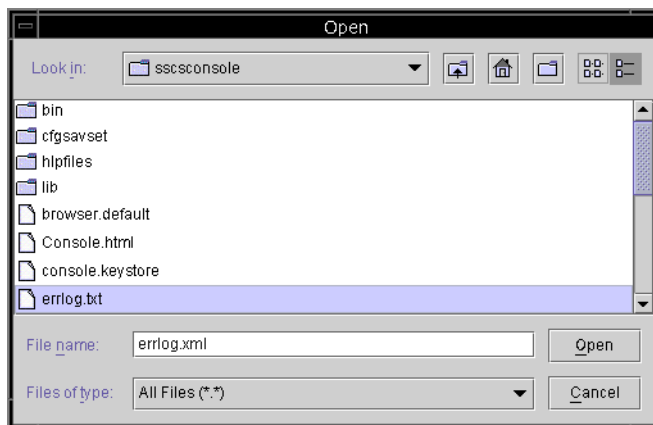 Open
Look in: sscsconsole
bin
cfgsavset
hlpfiles
lib
browser.default
Console.html
console.keystore
errlog.txt
File name: errlog.xml Open
Files of type: All Files (*.*) Cancel